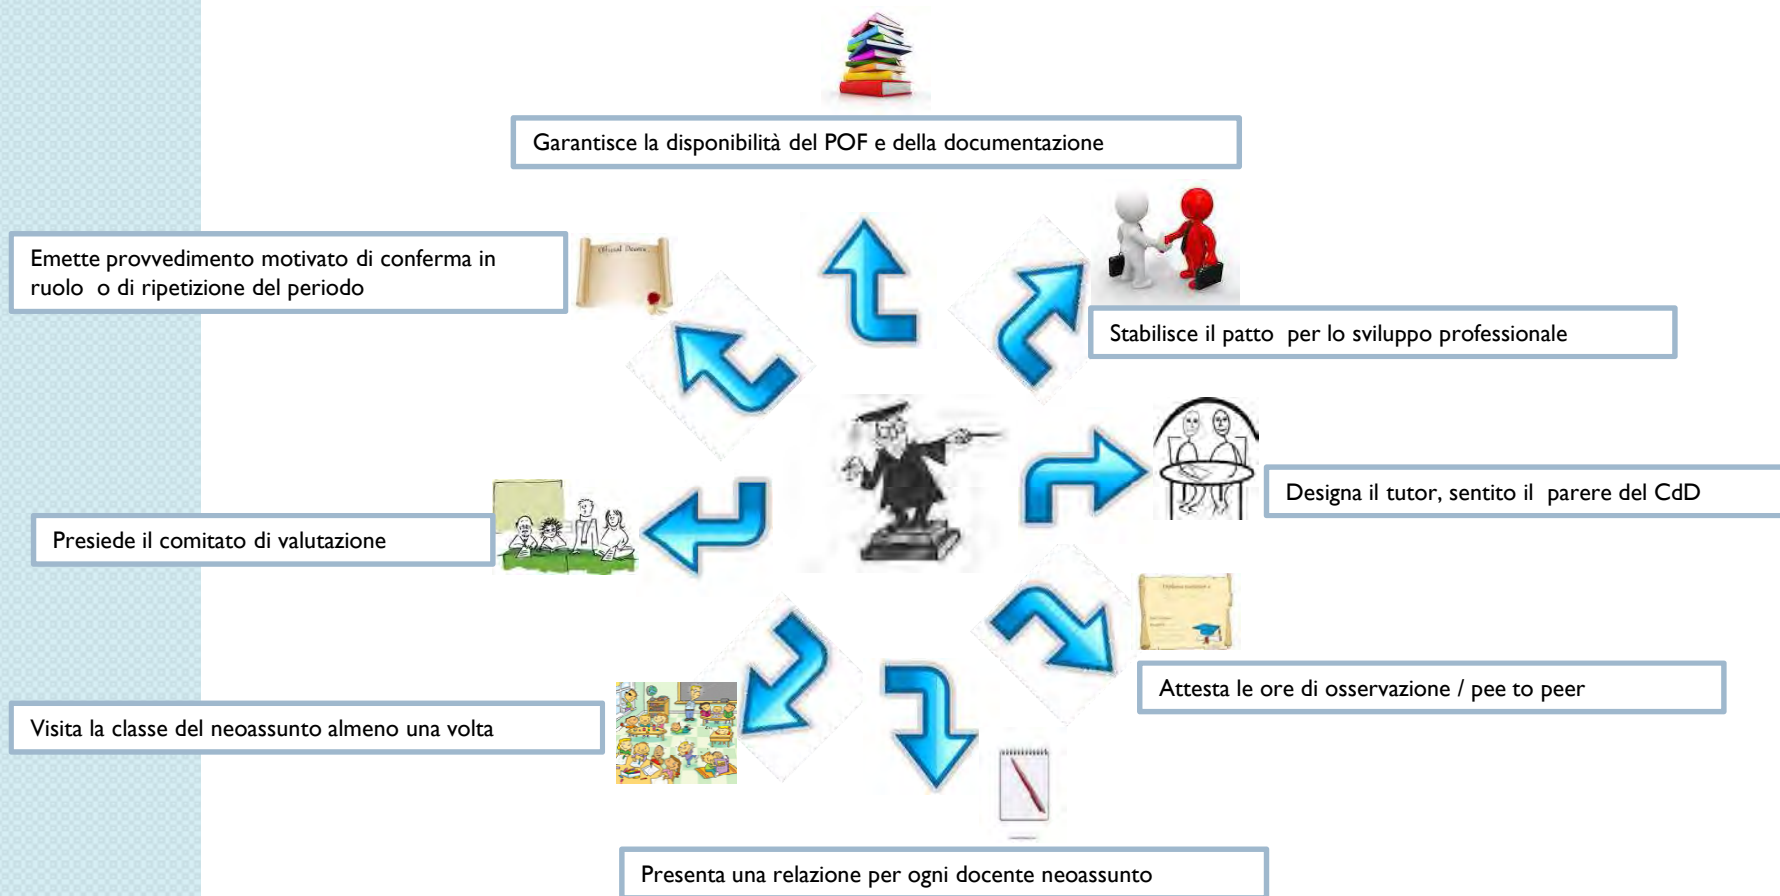 Garantisce la disponibilità del POF e della documentazione
Emette provvedimento motivato di conferma in
ruolo o di ripetizione del periodo
Stabilisce il patto per lo sviluppo professionale
Designa il tutor, sentito il parere del CdD
Presiede il comitato di valutazione
Attesta le ore di osservazione / pee to peer
Visita la classe del neoassunto almeno una volta
Presenta una relazione per ogni docente neoassunto